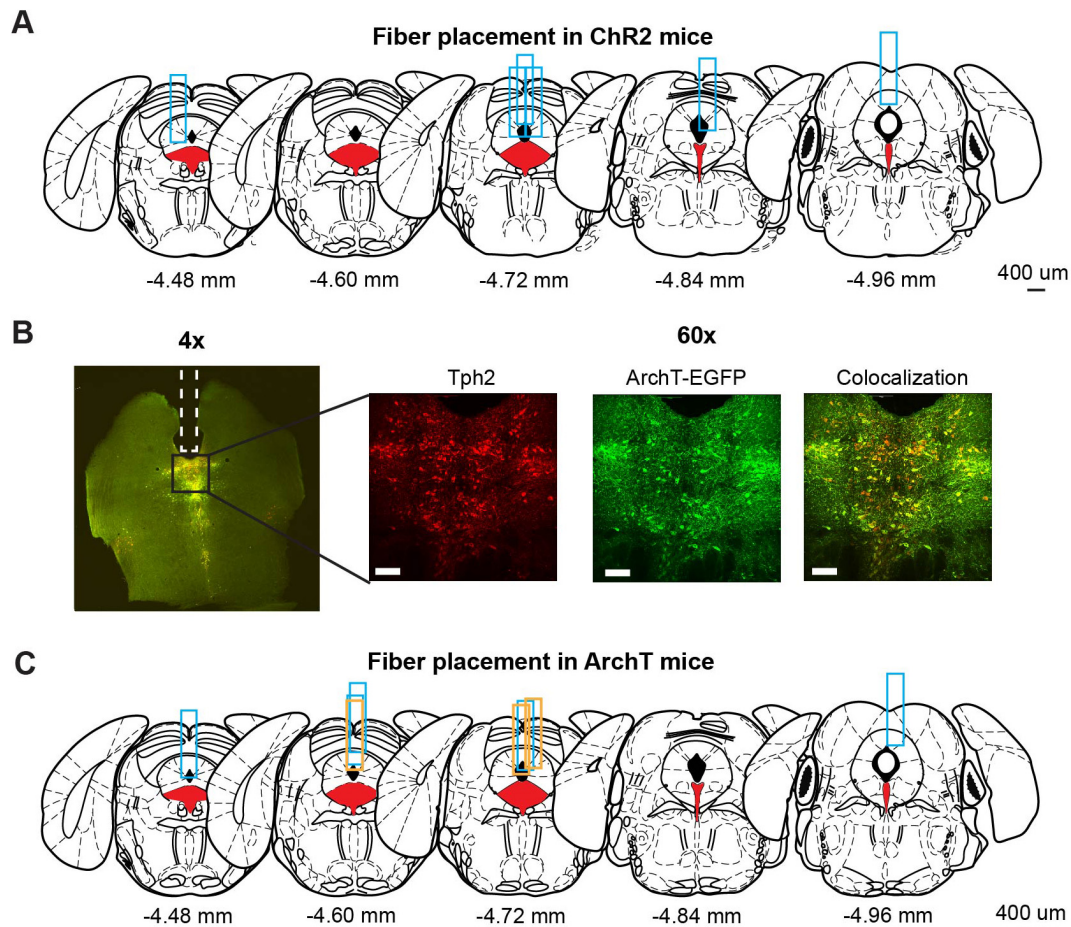 A
Fiber placement in ChR2 mice
-4.48 mm
-4.60 mm
-4.72 mm
-4.84 mm
-4.96 mm
400 um
B
4x
60x
Tph2
ArchT-EGFP
Colocalization
C
Fiber placement in ArchT mice
-4.48 mm
-4.60 mm
-4.72 mm
-4.84 mm
-4.96 mm
400 um